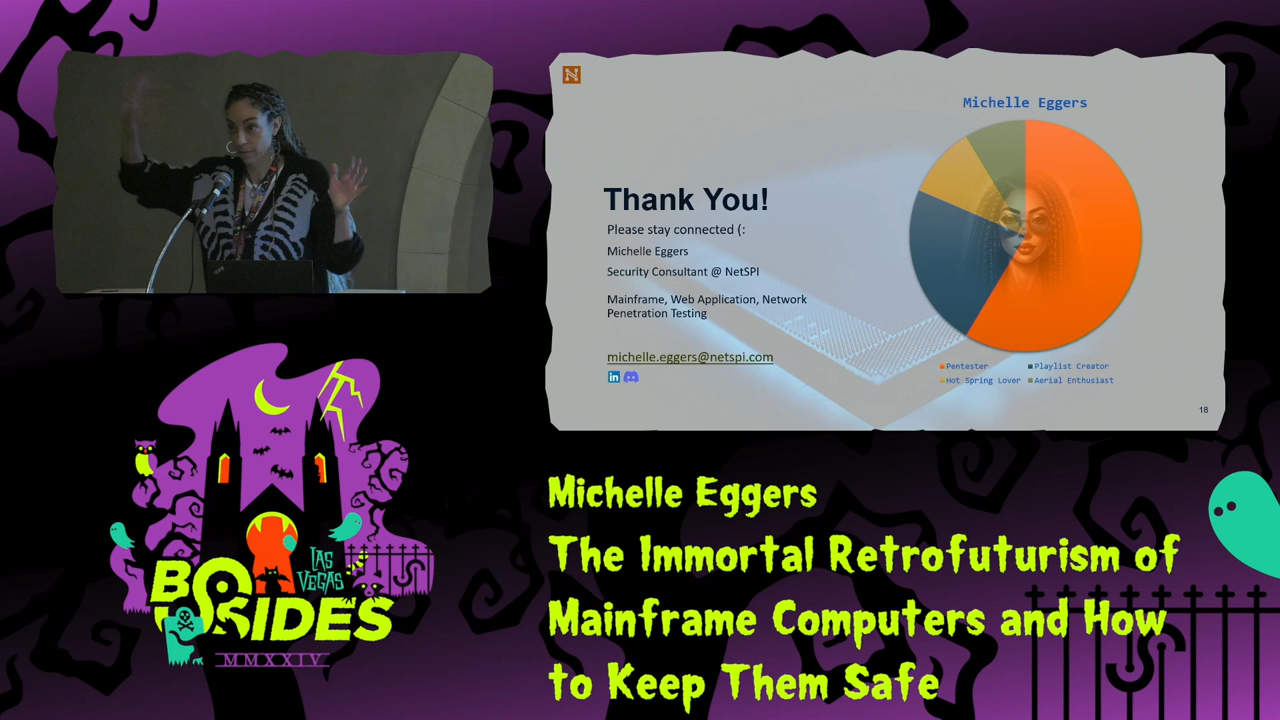 N
Michelle Eggers
Thank You!
Please stay connected (:
Michelle Eggers
Security Consultant @ NetSPI
Mainframe, Web Application, Network
Penetration Testing
michelle.eggers@netspi.com
in
Pentester
Playlist Creator
Hot Spring Lover
Aerial Enthusiast
18
LAS
VEGAS
BSIDES
MMXXIV
Michelle Eggers
The Immortal Retrofuturism of
Mainframe Computers and How
to Keep Them Safe